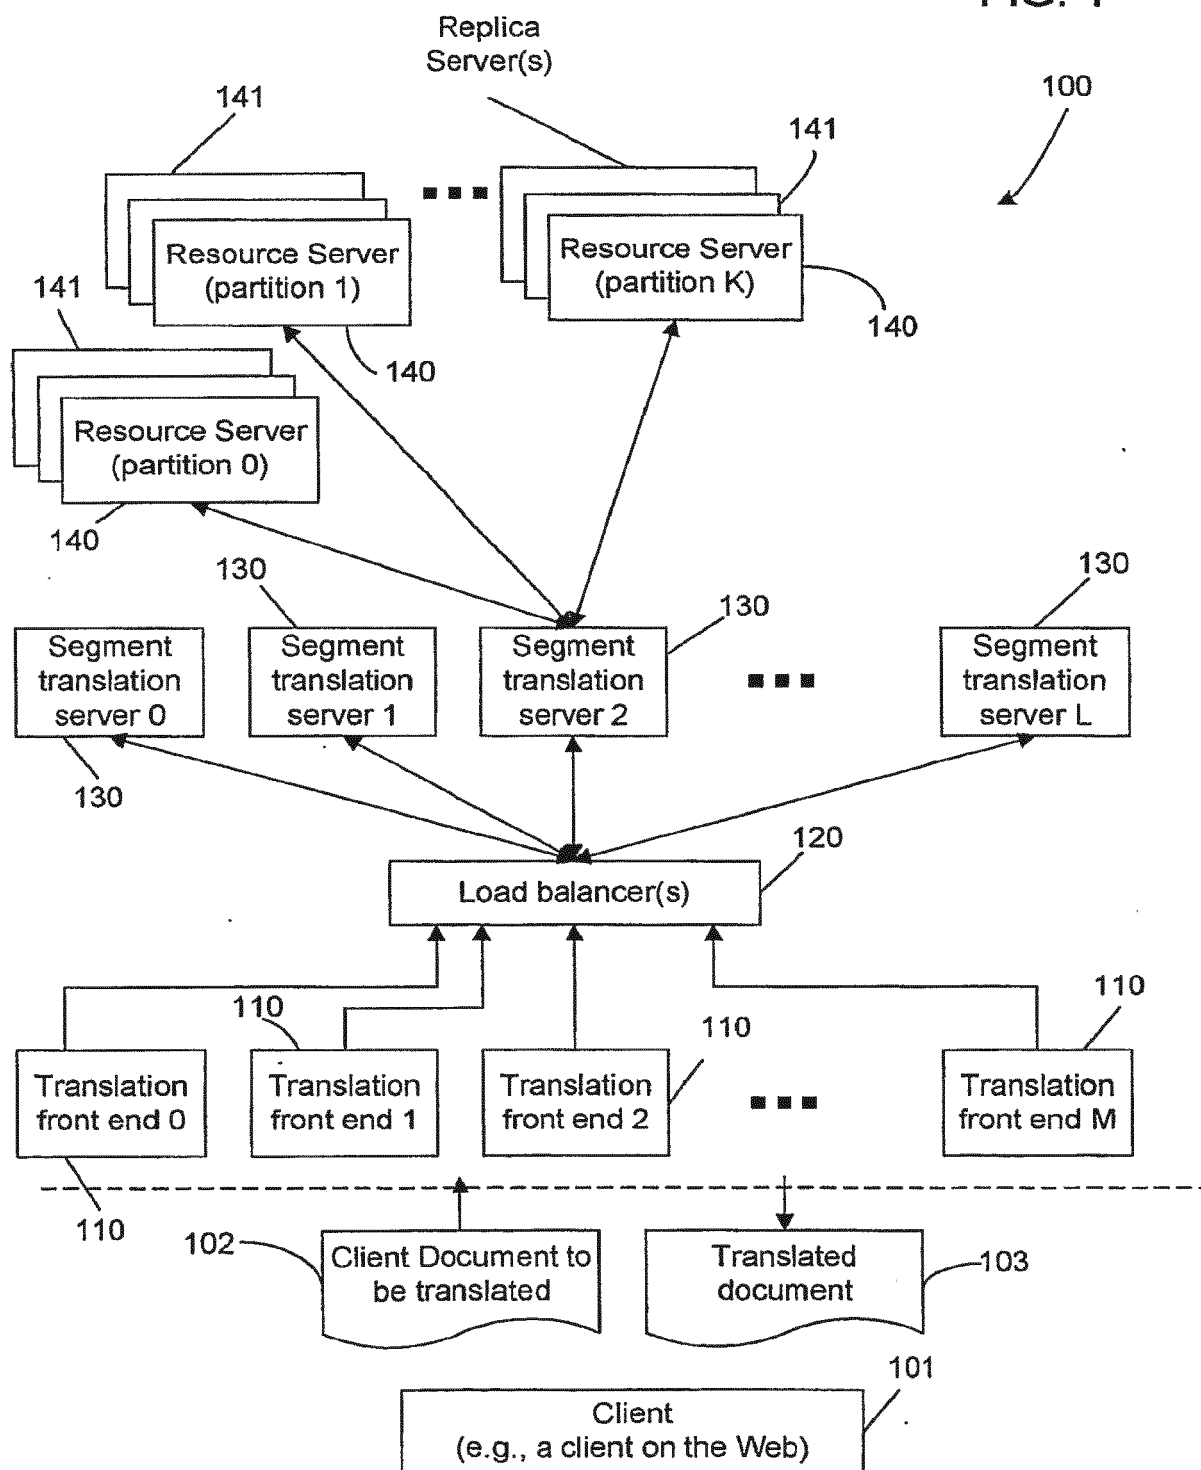 FIG. 1
Replica
Server(s)
100
141
141
Resource Server
(partition 1)
Resource Server
(partition K)
141
140
140
Resource Server
(partition 0)
140
130
130
130
Segment
translation
server 0
Segment
translation
server 1
Segment
translation
server 2
Segment
translation
server L
130
120
Load balancer(s)
110
110
110
Translation
front end 0
Translation
front end 1
Translation
front end 2
Translation
front end M
110
102
Client Document to
be translated
Translated
document
103
101
Client
(e.g., a client on the Web)